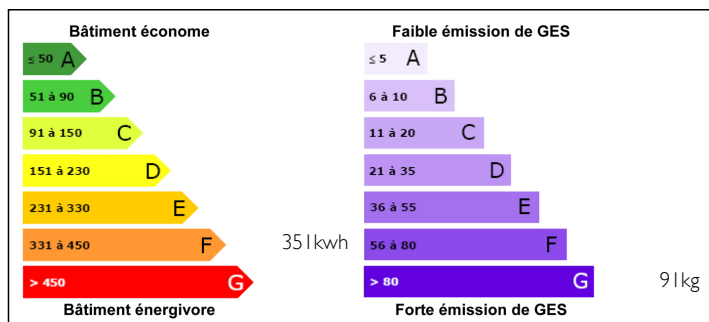 Bâtiment économe
≤ 50 A
51 à 90 B
91 à 150 C
151 à 230 D
231 à 330 E
331 à 450 F
351kwh
> 450 G
Bâtiment énergivore
Faible émission de GES
≤ 5 A
6 à 10 B
11 à 20 C
21 à 35 D
36 à 55 E
56 à 80 F
> 80 G
91kg
Forte émission de GES